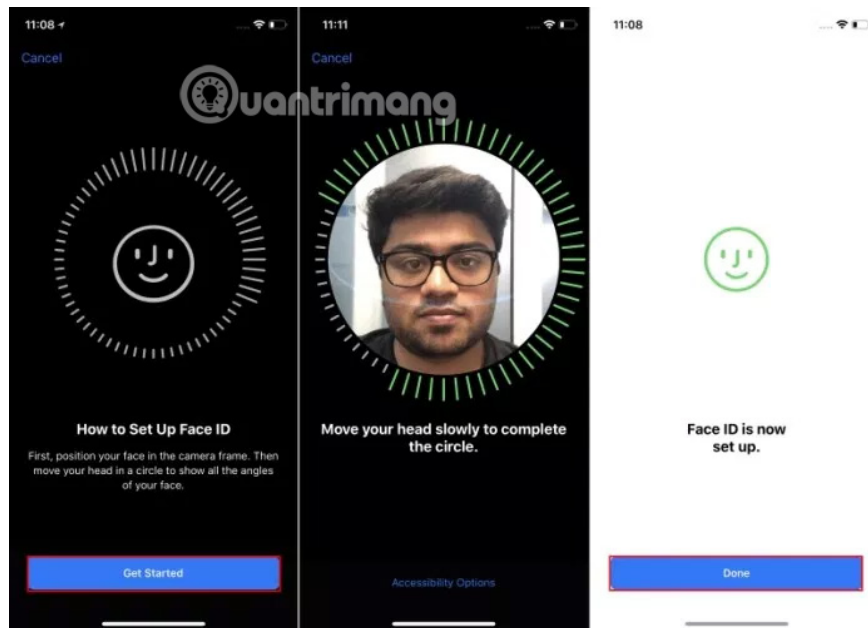 11:08
Cancel
How to Set Up Face ID
First, position your face in the camera frame. Then
move your head in a circle to show all the angles
of your face.
Get Started
11:11
Cancel
Move your head slowly to complete
the circle.
Accessibility Options
11:08
Face ID is now
set up.
Done
Quantrimang